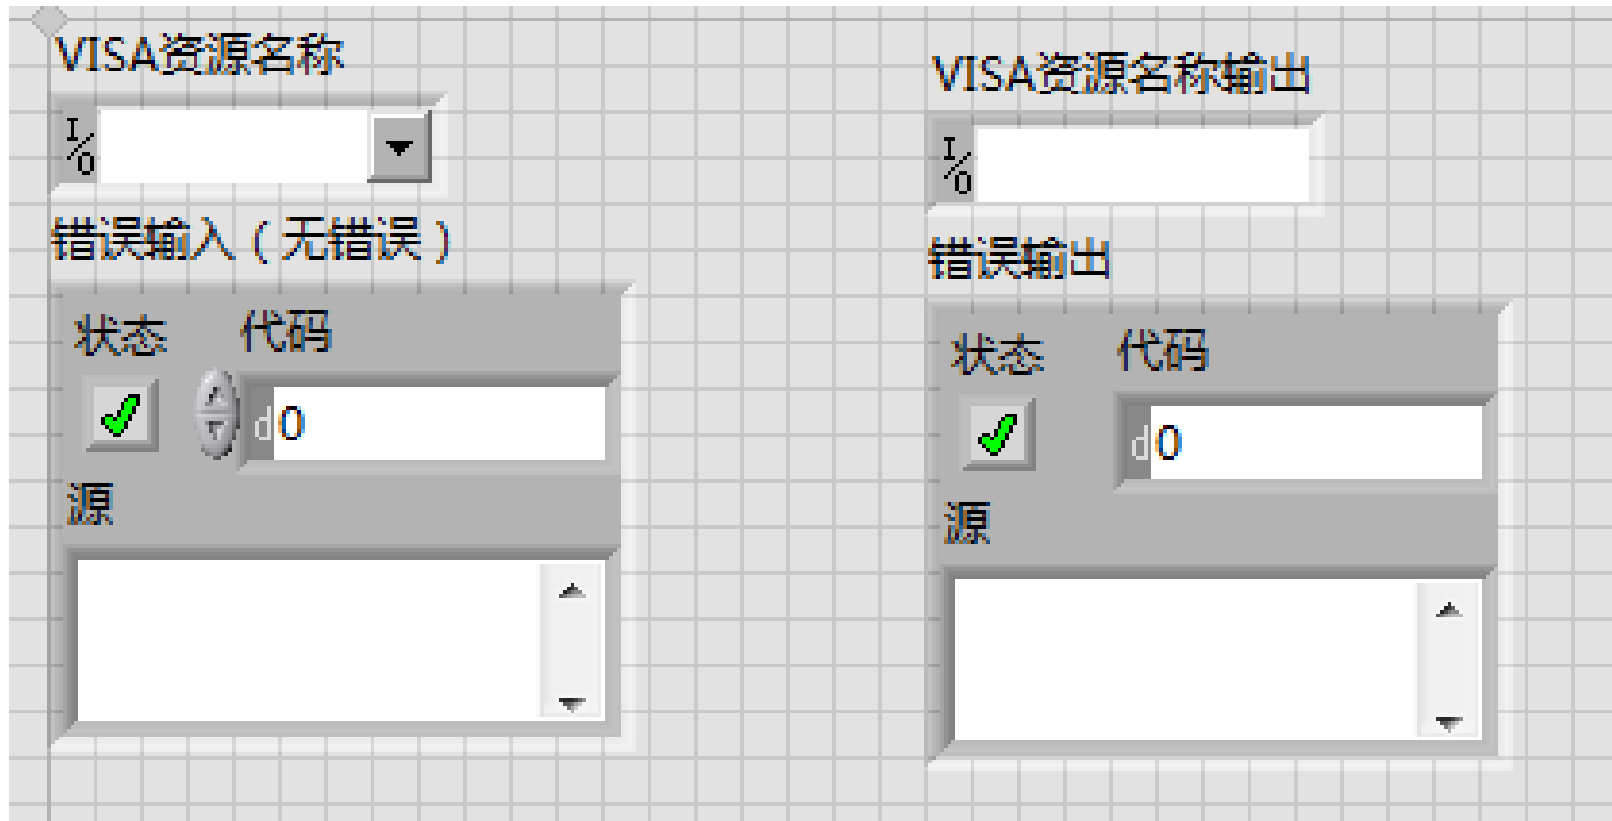 VISA资源名称
I/O
错误输入（无错误）
状态 代码
d 0
源
VISA资源名称输出
I/O
错误输出
状态 代码
d 0
源